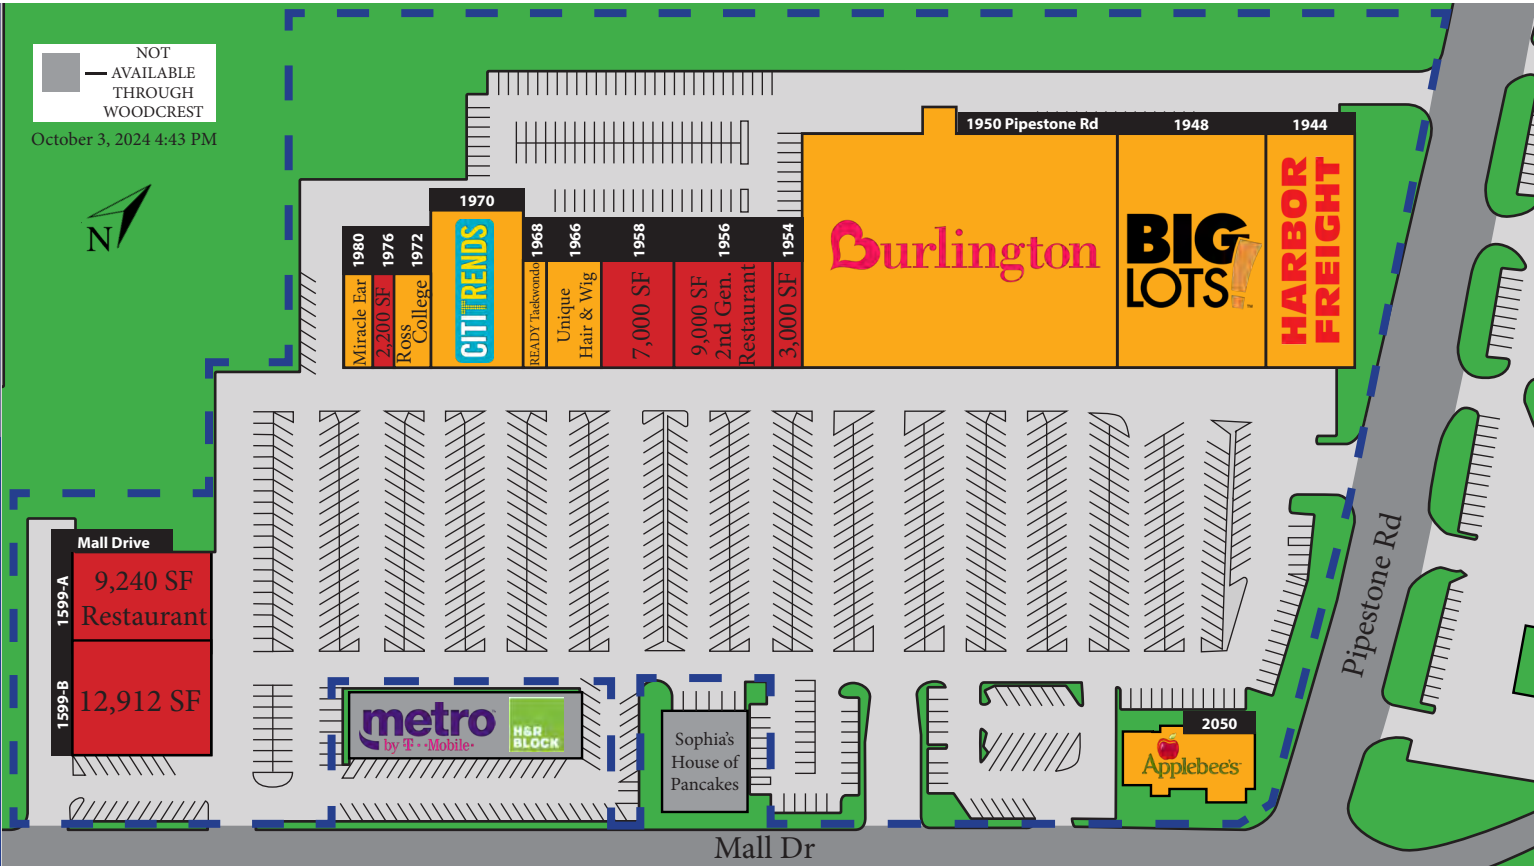 NOT
AVAILABLE
THROUGH
WOODCREST
October 3, 2024 4:43 PM
N
1950 Pipestone Rd
1948
1944
1970
1980
1976
1972
1968
1966
1958
1956
1954
Miracle Ear
2,200 SF
Ross
College
CITITRENDS
READY Taekwondo
Unique
Hair & Wig
7,000 SF
9,000 SF
2nd Gen.
Restaurant
3,000 SF
Burlington
BIG
LOTS!
HARBOR
FREIGHT
Mall Drive
1599-A
9,240 SF
Restaurant
1599-B
12,912 SF
metro
by T-Mobile
H&R
BLOCK
Sophia's
House of
Pancakes
2050
Applebee's
Pipestone Rd
Mall Dr